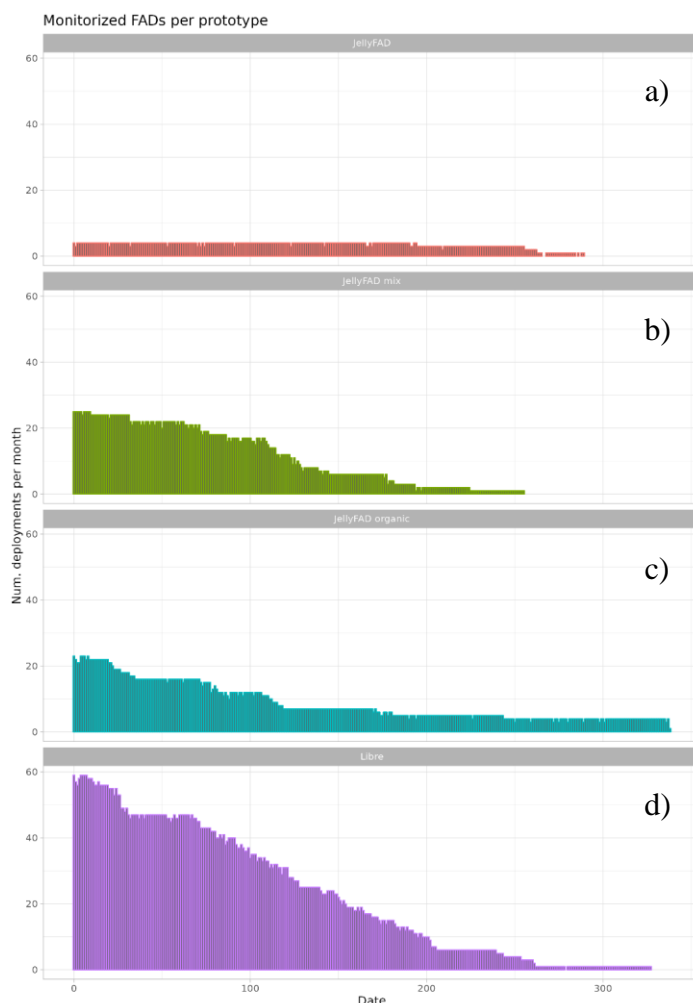 Monitorized FADs per prototype
JellyFAD
a)
60
40
20
0
JellyFAD mix
b)
60
40
20
0
JellyFAD organic
c)
60
40
20
0
Libre
d)
60
40
20
0
0 100 200 300
Date
Num. deployments per month